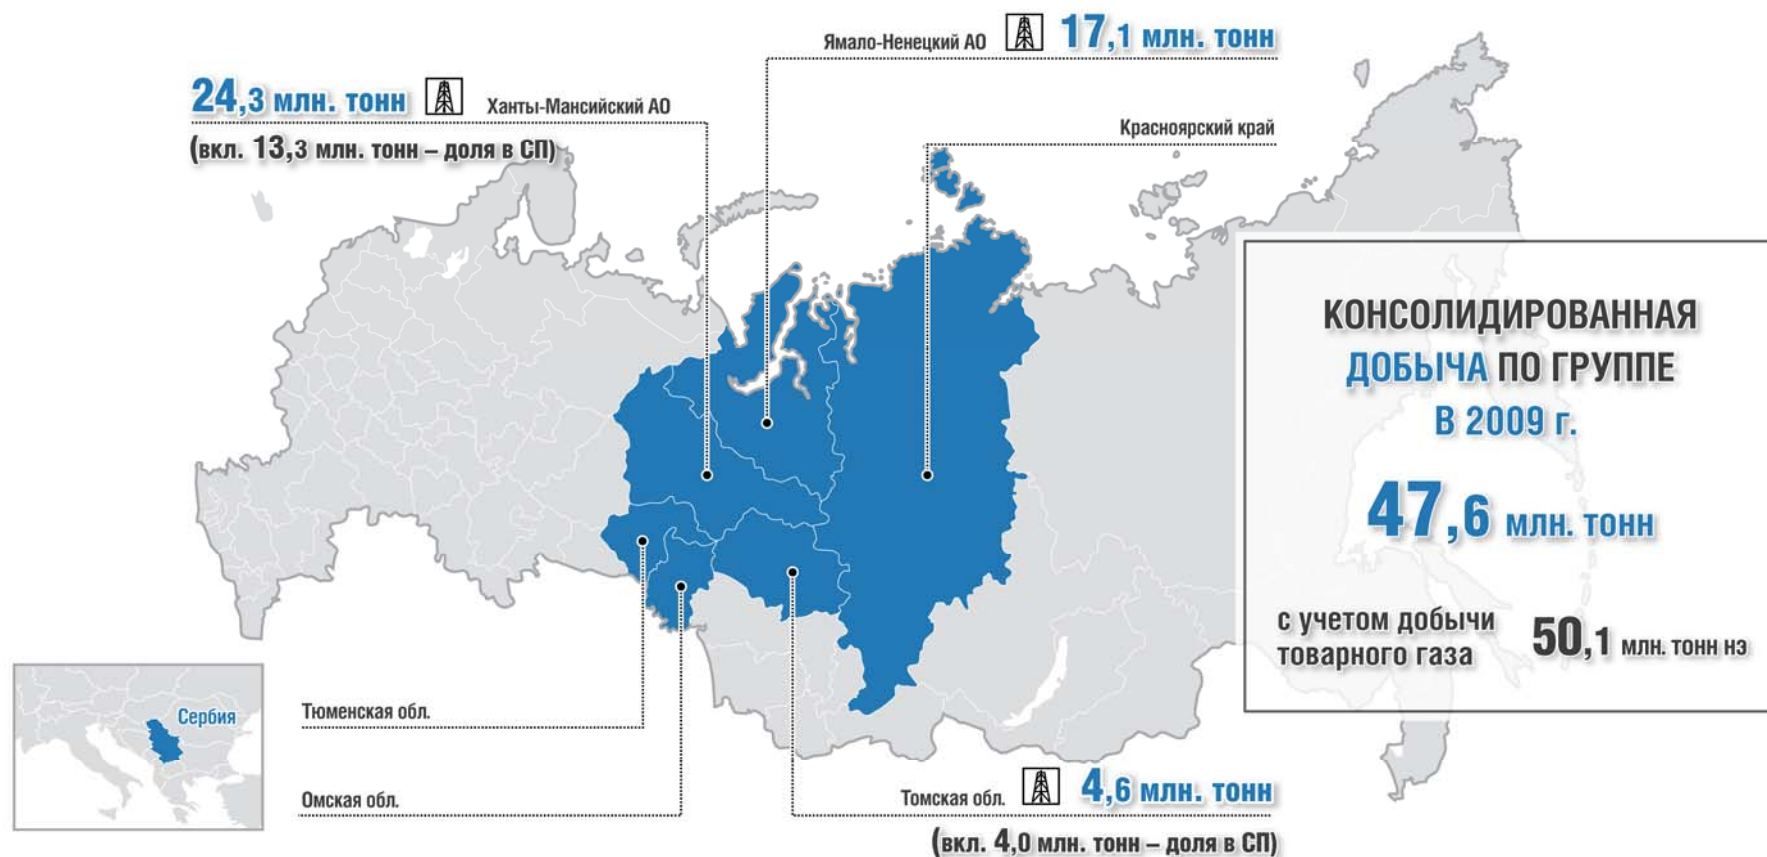 Ямало-Ненецкий АО 17,1 млн. тонн
24,3 млн. тонн Ханты-Мансийский АО
(вкл. 13,3 млн. тонн – доля в СП)
Красноярский край
КОНСОЛИДИРОВАННАЯ
ДОБЫЧА ПО ГРУППЕ
В 2009 г.
47,6 млн. тонн
с учетом добычи
товарного газа
50,1 млн. тонн нэ
Сербия
Тюменская обл.
Омская обл.
Томская обл. 4,6 млн. тонн
(вкл. 4,0 млн. тонн – доля в СП)